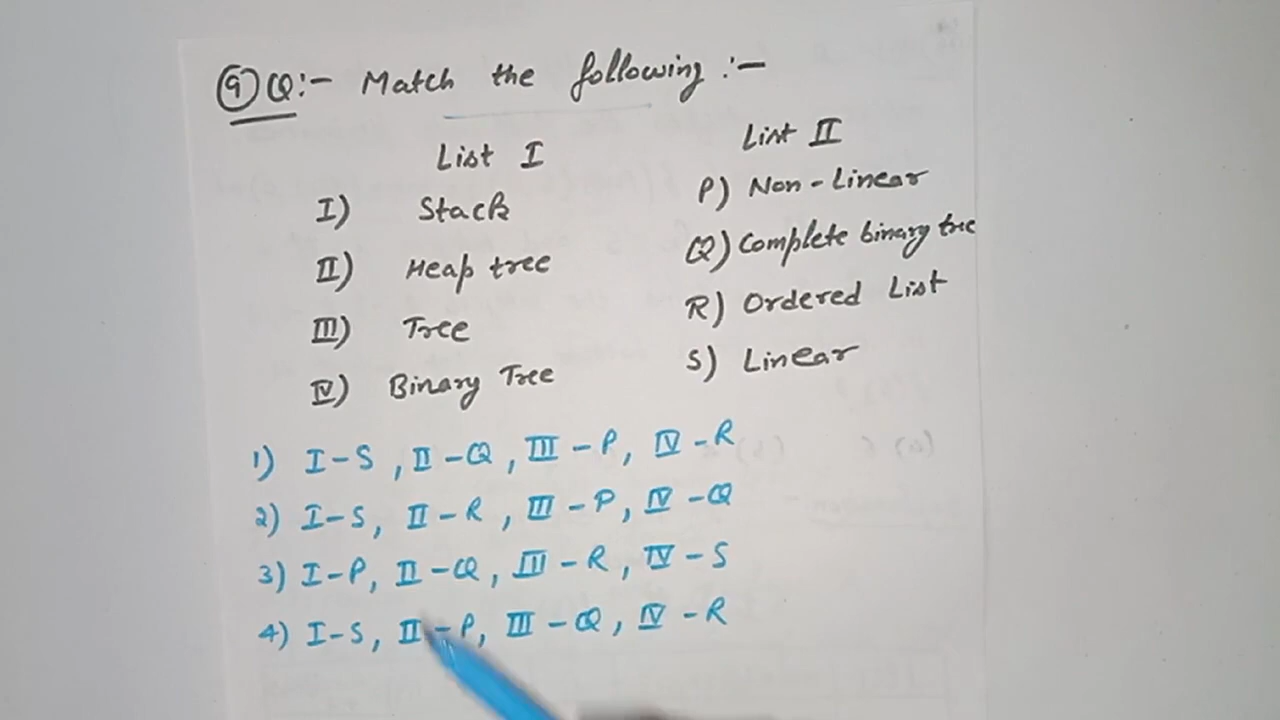 9) Q:- Match the following :-
List I List II
I) Stack P) Non-Linear
II) Heap tree Q) Complete binary tree
III) Tree R) Ordered List
IV) Binary Tree S) Linear
1) I-S, II-Q, III-P, IV-R
2) I-S, II-R, III-P, IV-Q
3) I-P, II-Q, III-R, IV-S
4) I-S, II-P, III-Q, IV-R